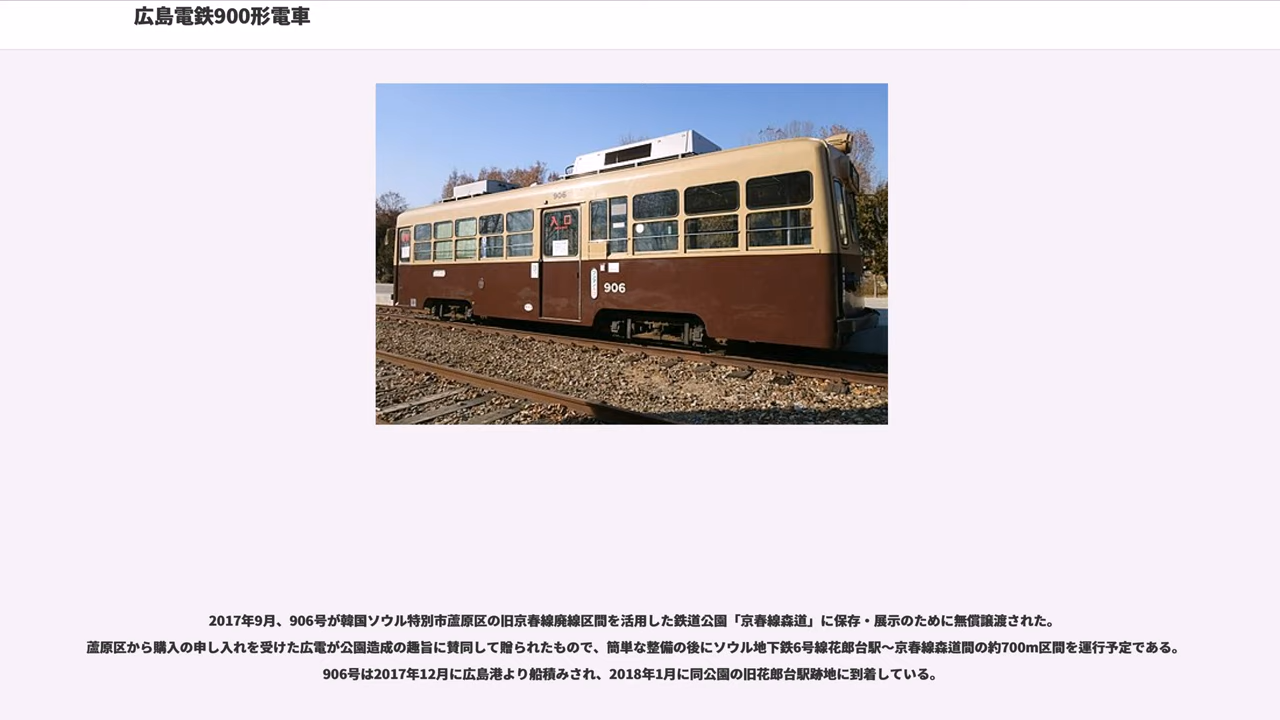 広島電鉄900形電車
906
入口
906
2017年9月、906号が韓国ソウル特別市蘆原区の旧京春線廃線区間を活用した鉄道公園「京春線森道」に保存・展示のために無償譲渡された。
蘆原区から購入の申し入れを受けた広電が公園造成の趣旨に賛同して贈られたもので、簡単な整備の後にソウル地下鉄6号線花郎台駅〜京春線森道間の約700m区間を運行予定である。
906号は2017年12月に広島港より船積みされ、2018年1月に同公園の旧花郎台駅跡地に到着している。